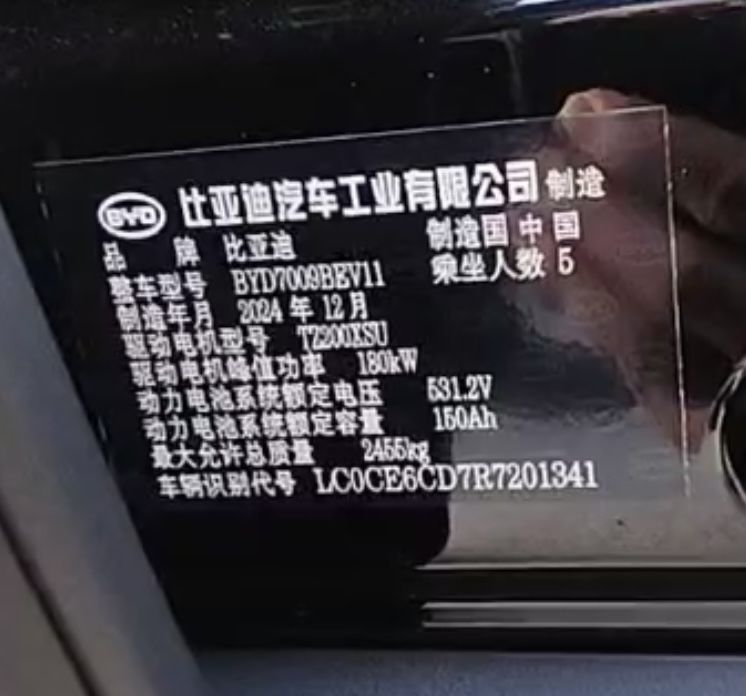 BYD 比亚迪汽车工业有限公司 制造
品 牌 比亚迪 制造国 中国
整车型号 BYD7009BEV11 乘坐人数 5
制造年月 2024 年 12 月
驱动电机型号 TZ200XSU
驱动电机峰值功率 180kW
动力电池系统额定电压 531.2V
动力电池系统额定容量 150Ah
最大允许总质量 2455kg
车辆识别代号 LC0CE6CD7R7201341